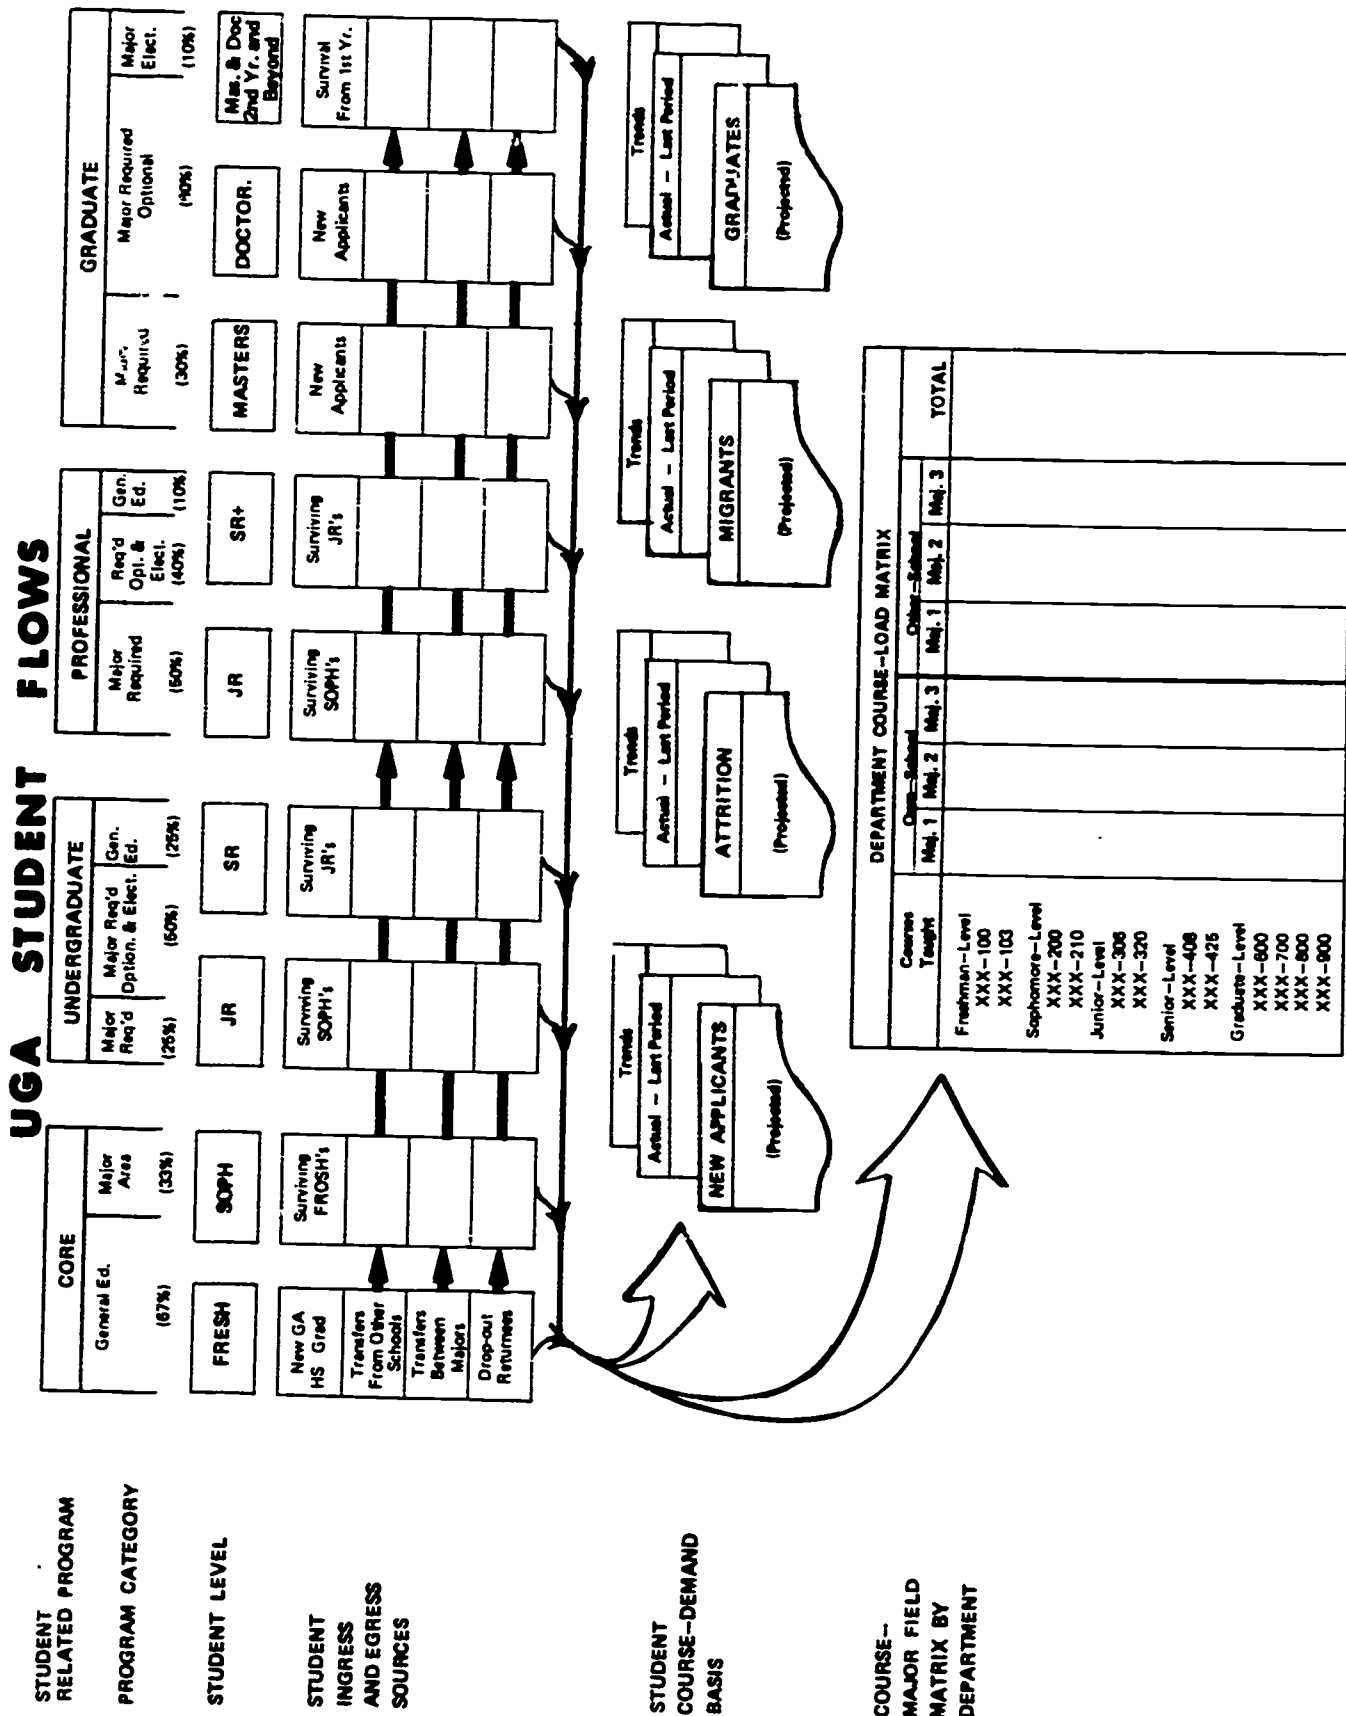 UGA STUDENT FLOWS
STUDENT
RELATED PROGRAM
CORE
UNDERGRADUATE
PROFESSIONAL
GRADUATE
PROGRAM CATEGORY
General Ed.
(67%)
Major
Area
(33%)
Major
Req'd
(25%)
Major Req'd
Option. & Elect.
(50%)
Gen.
Ed.
(25%)
Major
Required
(50%)
Req'd
Opt. &
Elect.
(40%)
Gen.
Ed.
(10%
Required
(30%)
Major Required
Optional
(60%)
Major
Elect.
(10%)
STUDENT LEVEL
FRESH
SOPH
JR
SR
JR
SR+
MASTERS
DOCTOR.
Mas. & Doc
2nd Yr. and
Beyond
STUDENT
INGRESS
AND EGRESS
SOURCES
New GA
HS Grad
Transfers
From Other
Schools
Transfers
Between
Majors
Drop-out
Returnees
Surviving
FROSH's
Surviving
SOPH's
Surviving
JR's
Surviving
SOPH's
Surviving
JR's
New
Applicants
New
Applicants
Survival
From 1st Yr.
STUDENT
COURSE-DEMAND
BASIS
Trends
Actual - Last Period
NEW APPLICANTS
(Projected)
Trends
Actual - Last Period
ATTRITION
(Projected)
Trends
Actual - Last Period
MIGRANTS
(Projected)
Trends
Actual - Last Period
GRADUATES
(Projected)
COURSE-
MAJOR FIELD
MATRIX BY
DEPARTMENT
DEPARTMENT COURSE-LOAD MATRIX
Courses
Taught
Own-School
Other-School
TOTAL
Maj. 1 Maj. 2 Maj. 3 Maj. 1 Maj. 2 Maj. 3
Freshman-Level
XXX-100
XXX-103
Sophomore-Level
XXX-200
XXX-210
Junior-Level
XXX-306
XXX-320
Senior-Level
XXX-408
XXX-425
Graduate-Level
XXX-600
XXX-700
XXX-800
XXX-900